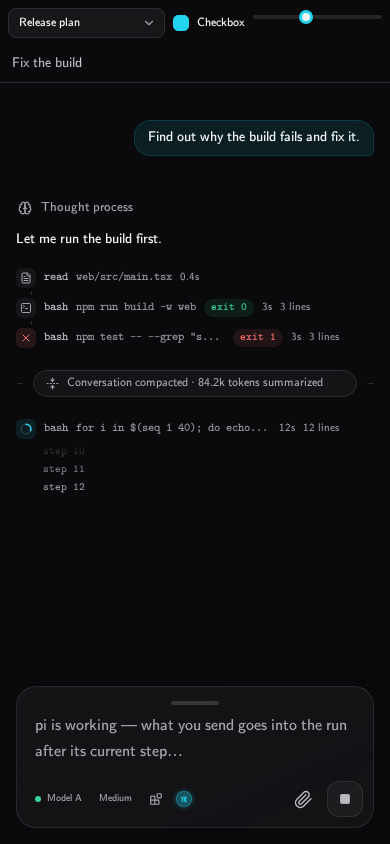 Release plan
Checkbox
Fix the build
Find out why the build fails and fix it.
Thought process
Let me run the build first.
read web/src/main.tsx 0.4s
bash npm run build -w web exit 0 3s 3 lines
bash npm test -- --grep "s... exit 1 3s 3 lines
Conversation compacted · 84.2k tokens summarized
bash for i in $(seq 1 40); do echo... 12s 12 lines
step 10
step 11
step 12
pi is working — what you send goes into the run
after its current step…
Model A Medium π